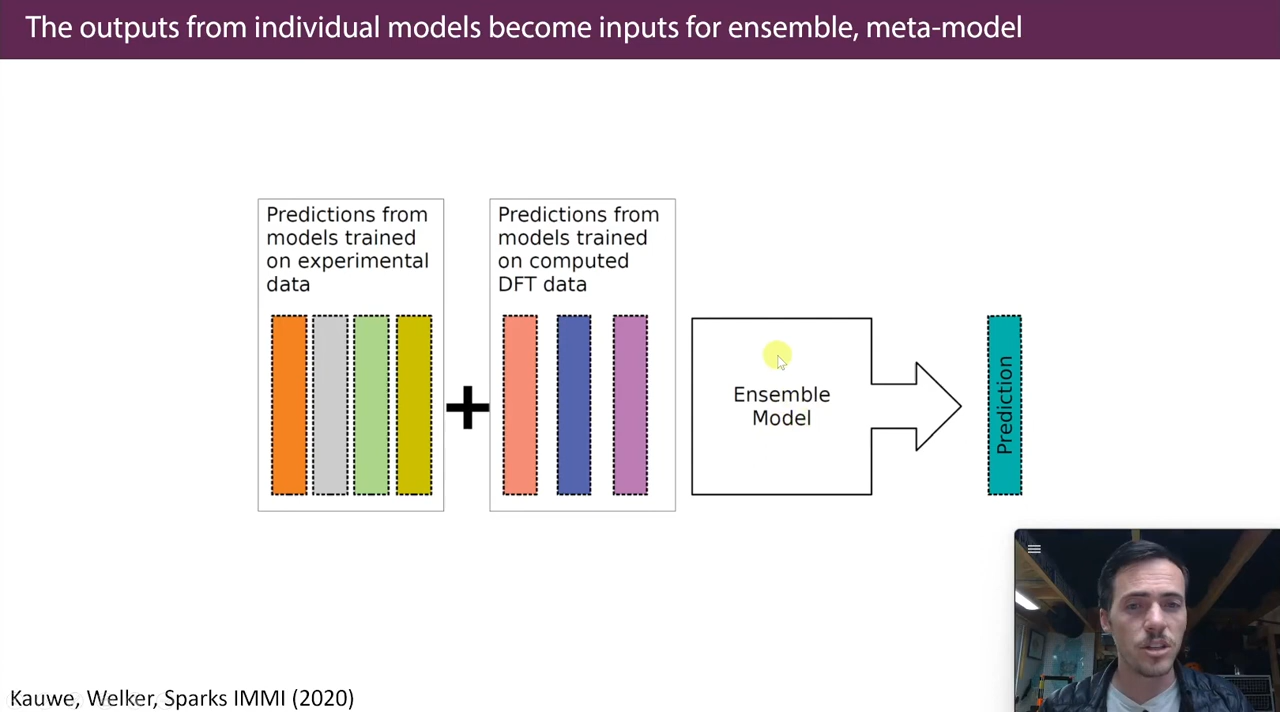 The outputs from individual models become inputs for ensemble, meta-model
Predictions from
models trained
on experimental
data
Predictions from
models trained
on computed
DFT data
Ensemble
Model
Prediction
Kauwe, Welker, Sparks IMMI (2020)